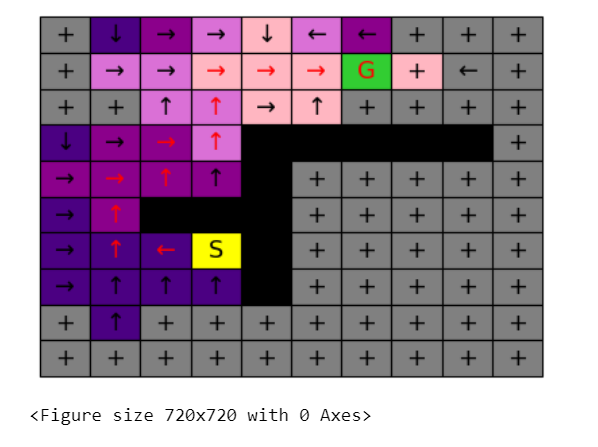 + ↓ → → ↓ ← ← + + +
+ → → → → → G + ← +
+ + ↑ ↑ → ↑ + + + +
↓ → → ↑ +
→ → ↑ ↑ + + + + +
→ ↑ + + + + +
→ ↑ ← S + + + + +
→ ↑ ↑ ↑ + + + + +
+ ↑ + + + + + + + +
+ + + + + + + + + +
<Figure size 720x720 with 0 Axes>